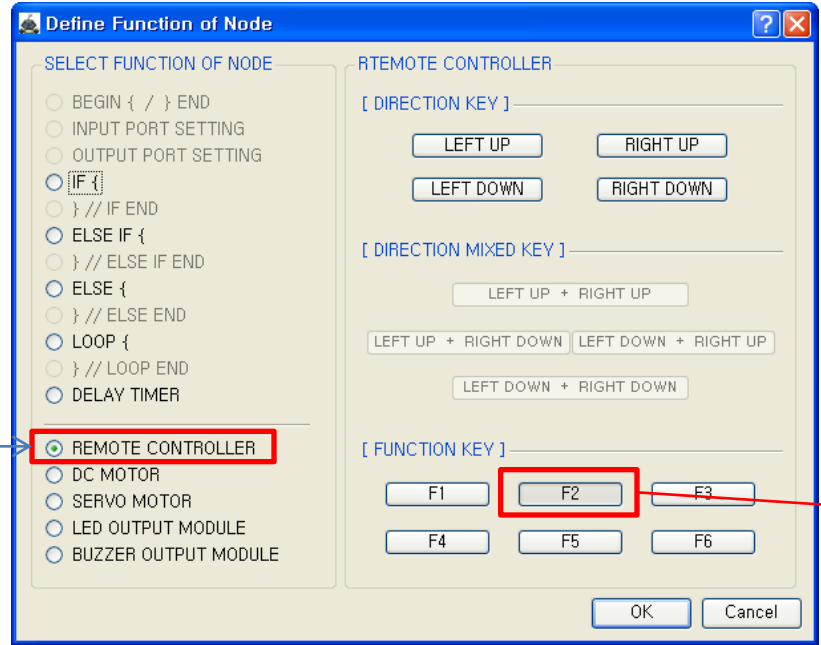 Define Function of Node
SELECT FUNCTION OF NODE
BEGIN { / } END
INPUT PORT SETTING
OUTPUT PORT SETTING
IF {
} // IF END
ELSE IF {
} // ELSE IF END
ELSE {
} // ELSE END
LOOP {
} // LOOP END
DELAY TIMER
REMOTE CONTROLLER
DC MOTOR
SERVO MOTOR
LED OUTPUT MODULE
BUZZER OUTPUT MODULE
RTEMOTE CONTROLLER
[ DIRECTION KEY ]
LEFT UP RIGHT UP
LEFT DOWN RIGHT DOWN
[ DIRECTION MIXED KEY ]
LEFT UP + RIGHT UP
LEFT UP + RIGHT DOWN LEFT DOWN + RIGHT UP
LEFT DOWN + RIGHT DOWN
[ FUNCTION KEY ]
F1 F2 F3
F4 F5 F6
OK Cancel